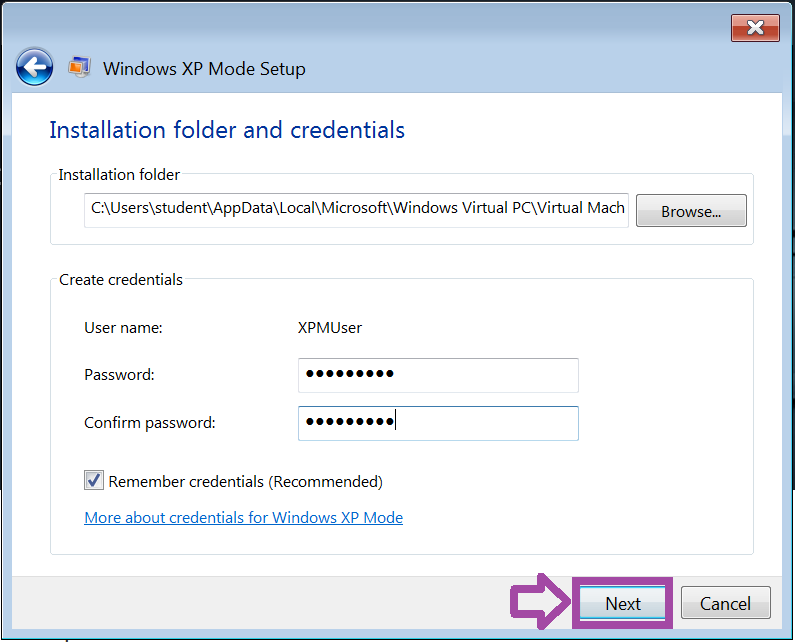 Windows XP Mode Setup
Installation folder and credentials
Installation folder
C:\Users\student\AppData\Local\Microsoft\Windows Virtual PC\Virtual Mach
Browse...
Create credentials
User name: XPMUser
Password: ●●●●●●●●●
Confirm password: ●●●●●●●●●
Remember credentials (Recommended)
More about credentials for Windows XP Mode
Next Cancel